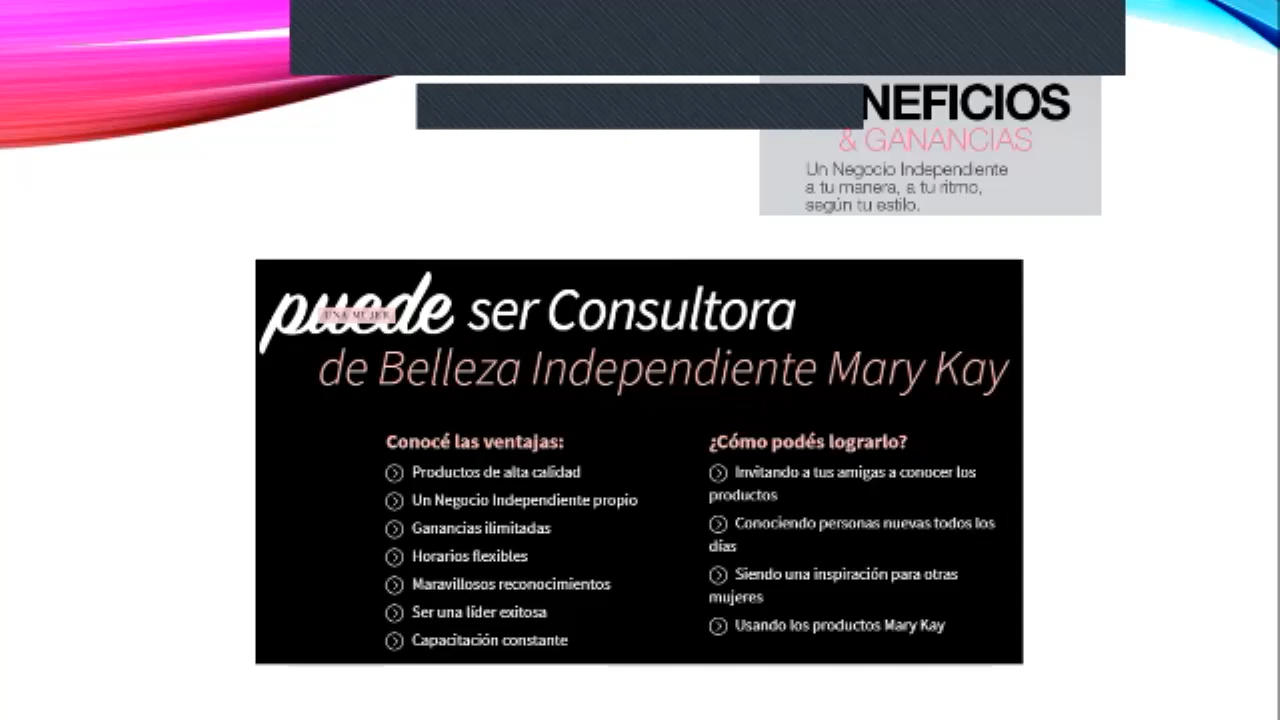 NEFICIOS
& GANANCIAS
Un Negocio Independiente
a tu manera, a tu ritmo,
según tu estilo.
puede ser Consultora
UNA MUJER
de Belleza Independiente Mary Kay
Conocé las ventajas:
Productos de alta calidad
Un Negocio Independiente propio
Ganancias ilimitadas
Horarios flexibles
Maravillosos reconocimientos
Ser una líder exitosa
Capacitación constante
¿Cómo podés lograrlo?
Invitando a tus amigas a conocer los
productos
Conociendo personas nuevas todos los
días
Siendo una inspiración para otras
mujeres
Usando los productos Mary Kay